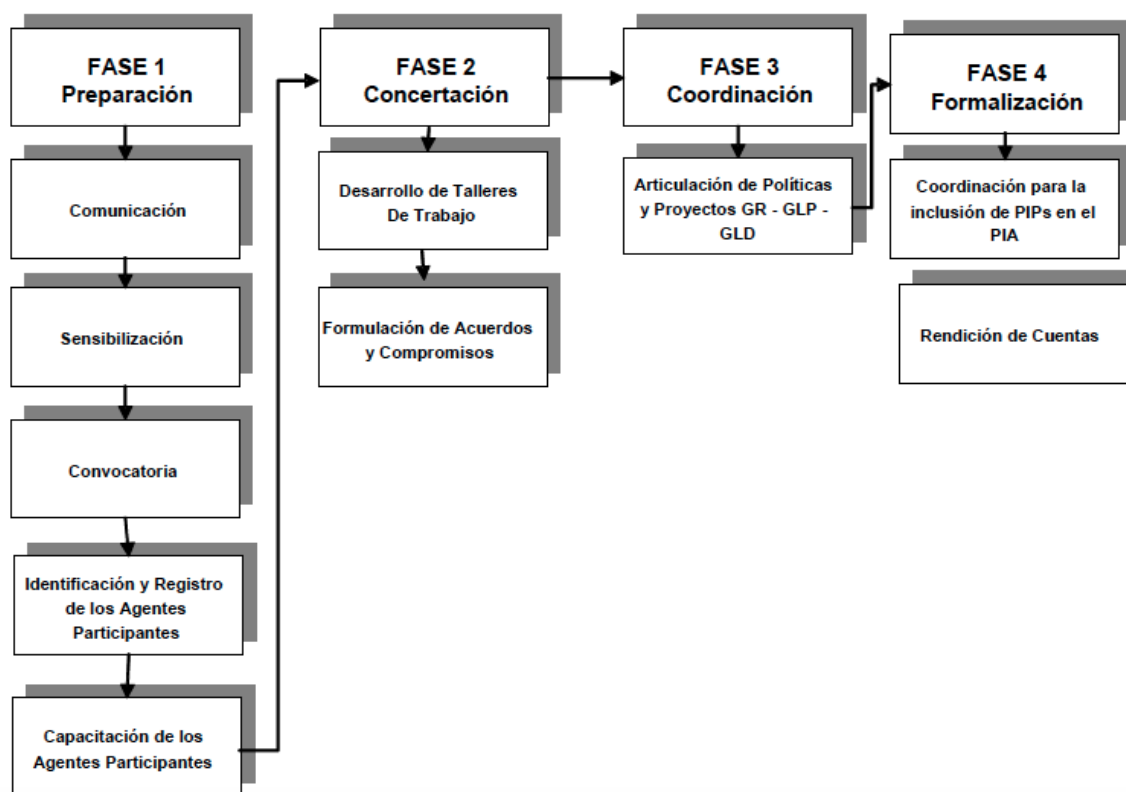 FASE 1
Preparación
Comunicación
Sensibilización
Convocatoria
Identificación y Registro
de los Agentes
Participantes
Capacitación de los
Agentes Participantes
FASE 2
Concertación
Desarrollo de Talleres
De Trabajo
Formulación de Acuerdos
y Compromisos
FASE 3
Coordinación
Articulación de Políticas
y Proyectos GR - GLP -
GLD
FASE 4
Formalización
Coordinación para la
inclusión de PIPs en el
PIA
Rendición de Cuentas